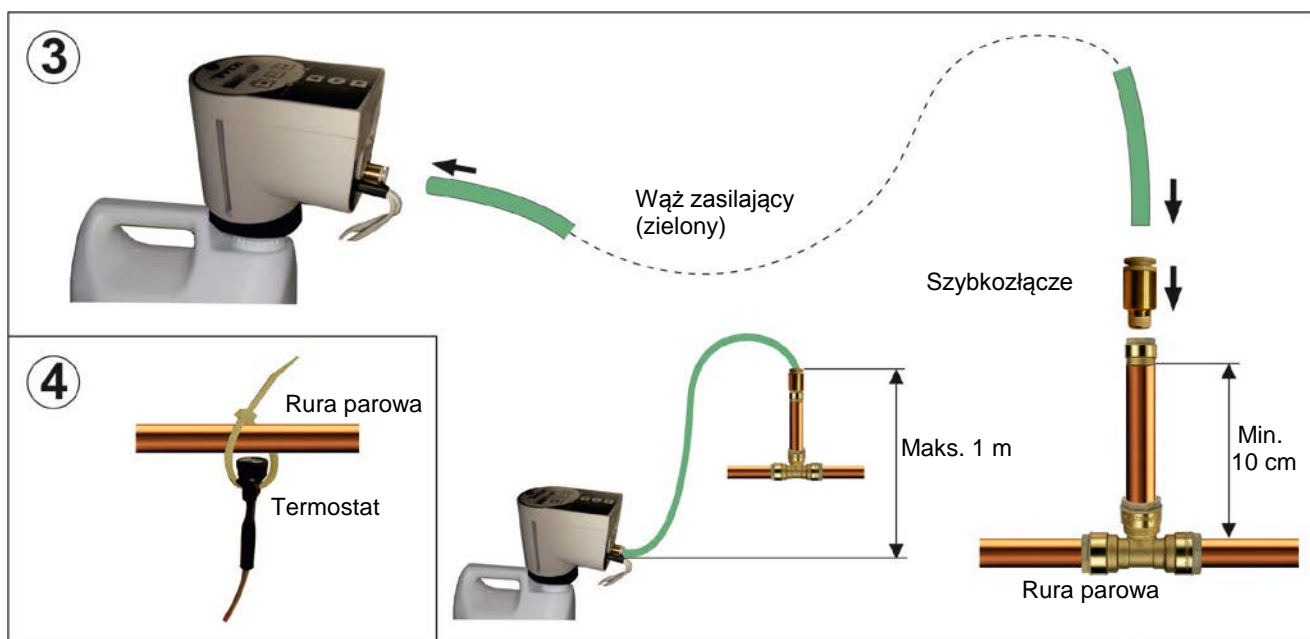 3
Wąż zasilający
(zielony)
Szybkozłącze
Maks. 1 m
Min.
10 cm
Rura parowa
4
Rura parowa
Termostat